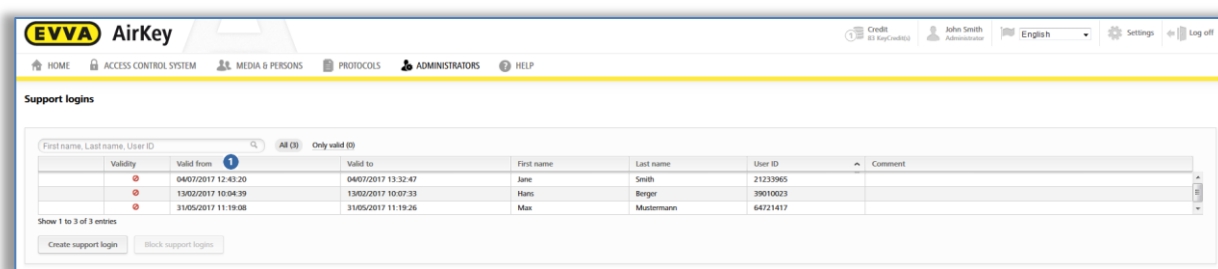 EVVA AirKey
1 Credit 83 KeyCredit(s) John Smith Administrator English Settings Log off
HOME ACCESS CONTROL SYSTEM MEDIA & PERSONS PROTOCOLS ADMINISTRATORS ? HELP
Support logins
First name, Last name, User ID All (3) Only valid (0)
Validity Valid from 1 Valid to First name Last name User ID Comment
04/07/2017 12:43:20 04/07/2017 13:32:47 Jane Smith 21233965
13/02/2017 10:04:39 13/02/2017 10:07:33 Hans Berger 39010023
31/05/2017 11:19:08 31/05/2017 11:19:26 Max Mustermann 64721417
Show 1 to 3 of 3 entries
Create support login Block support logins